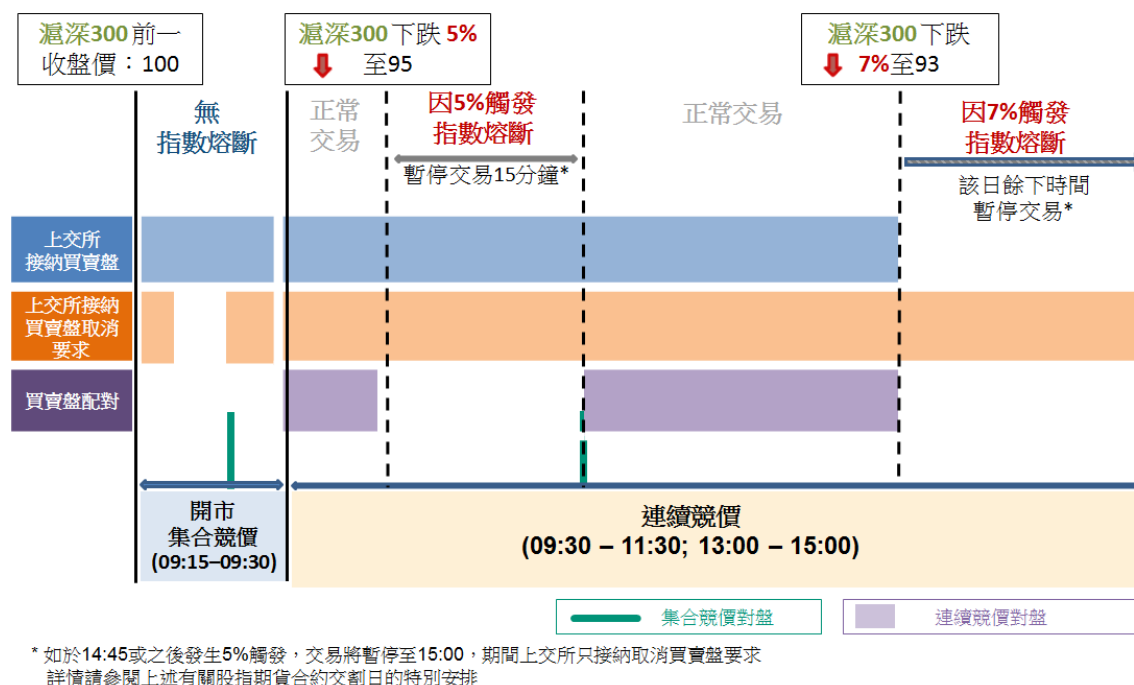 滬深300 前一
收盤價：100
滬深300 下跌 5%
至95
滬深300 下跌
7%至93
無
指數熔斷
正常
交易
因5%觸發
指數熔斷
暫停交易15分鐘*
正常交易
因7%觸發
指數熔斷
該日餘下時間
暫停交易*
上交所
接納買賣盤
上交所接納
買賣盤取消
要求
買賣盤配對
開市
集合競價
(09:15–09:30)
連續競價
(09:30 – 11:30; 13:00 – 15:00)
集合競價對盤
連續競價對盤
* 如於14:45或之後發生5%觸發，交易將暫停至15:00，期間上交所只接納取消買賣盤要求
詳情請參閱上述有關股指期貨合約交割日的特別安排